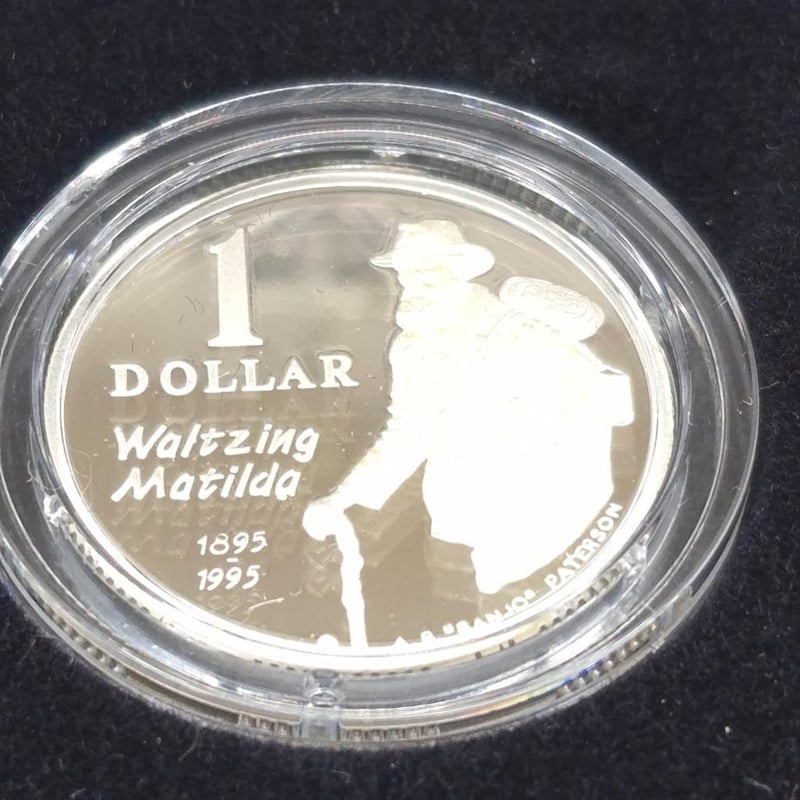 1
DOLLAR
Waltzing
Matilda
1895
-
1995
A.B. "BANJO" PATERSON